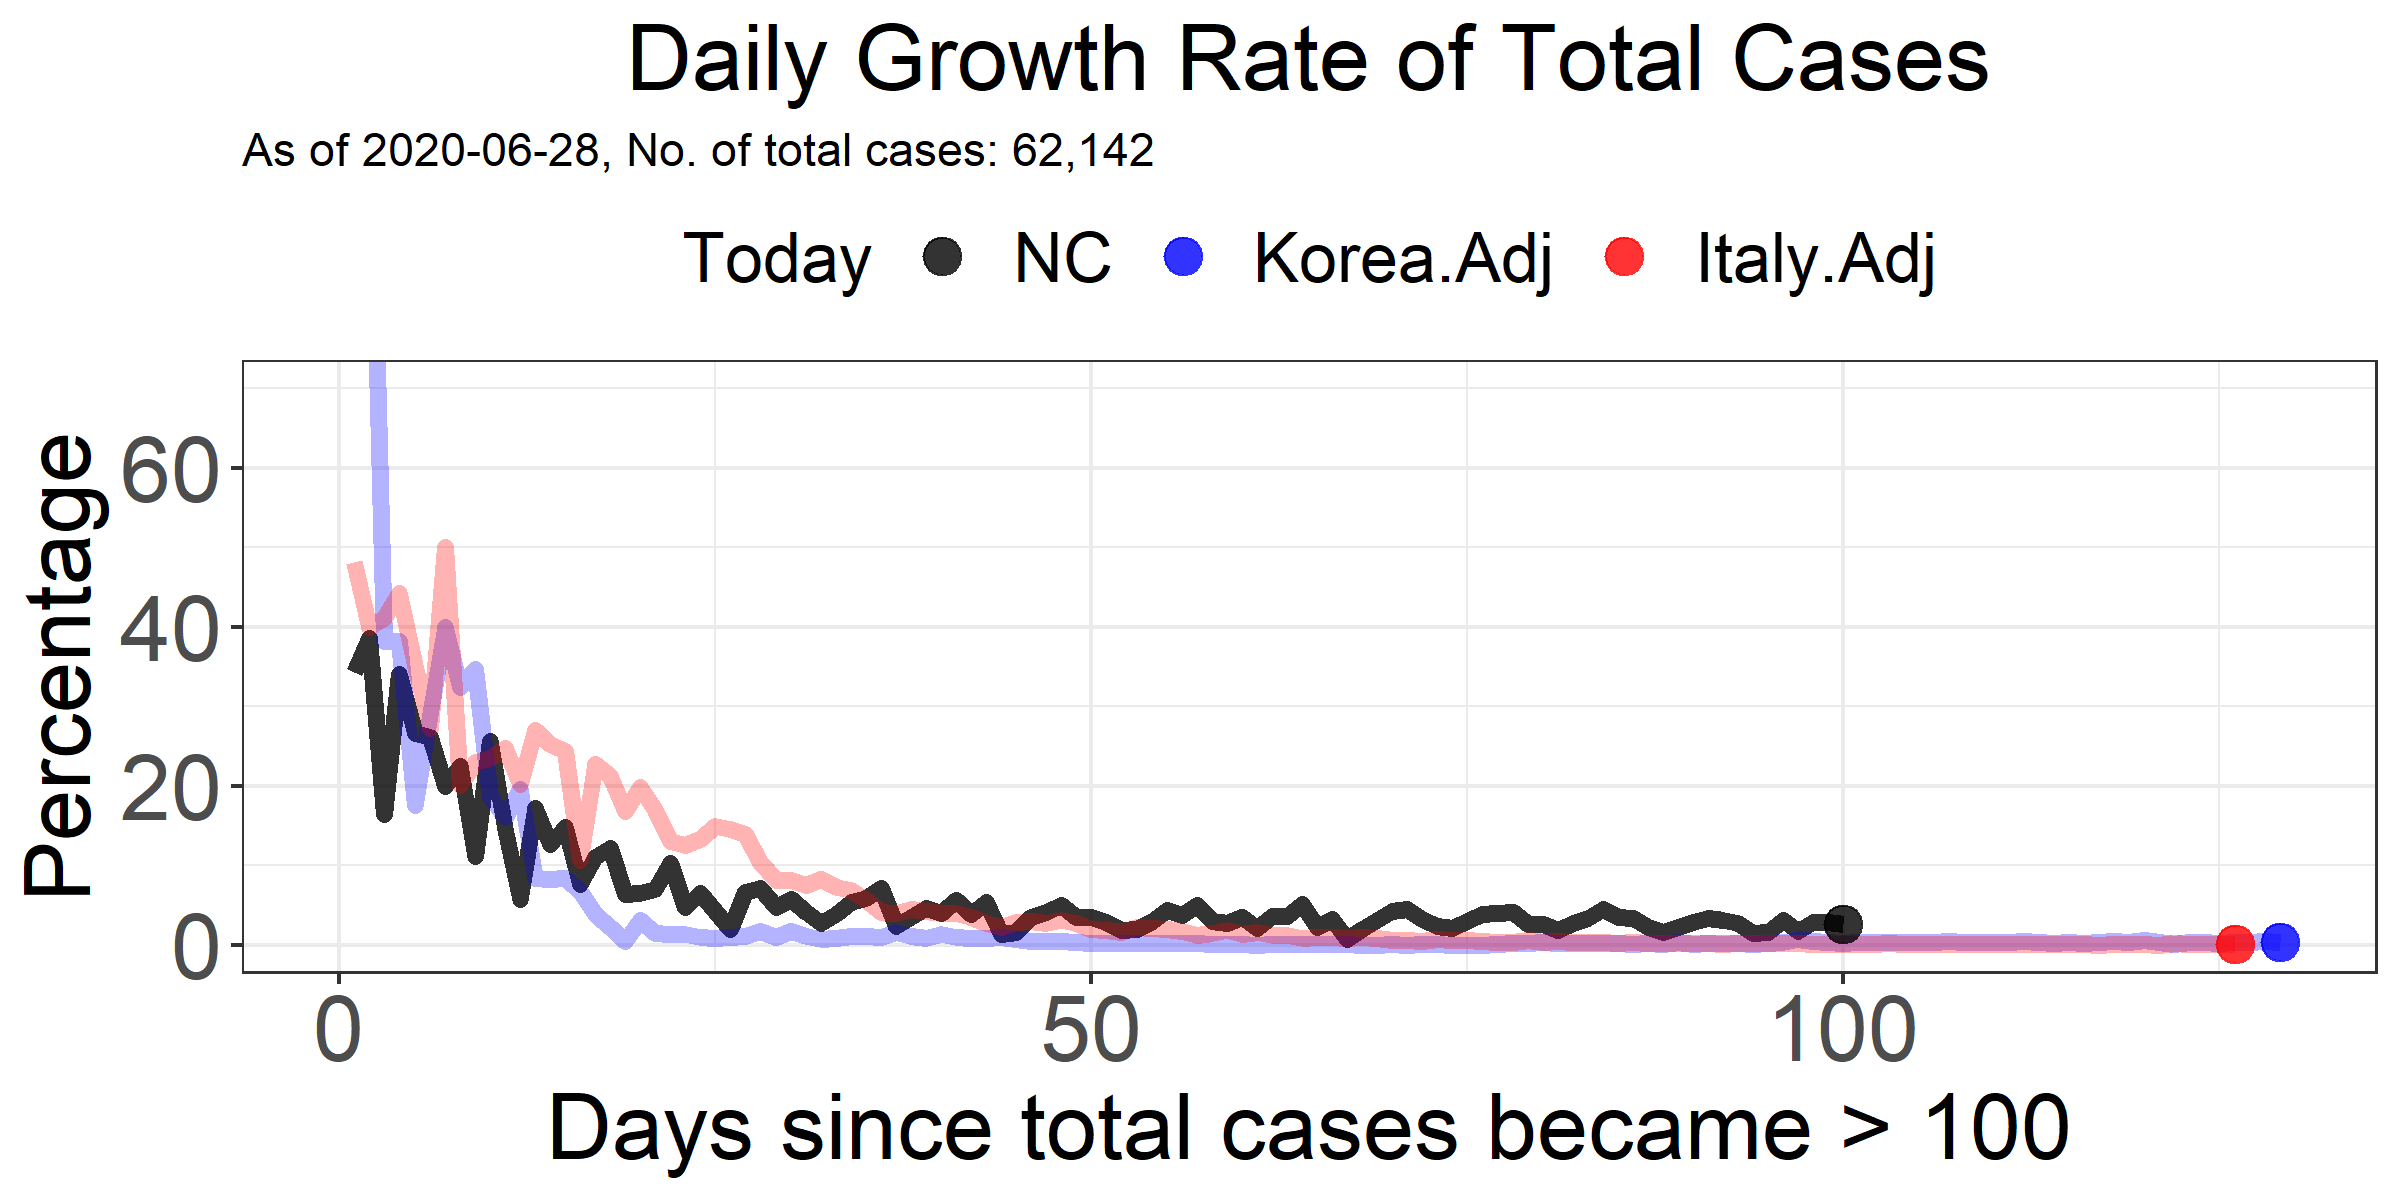 Daily Growth Rate of Total Cases
As of 2020-06-28, No. of total cases: 62,142
Today NC Korea.Adj Italy.Adj
Percentage
60
40
20
0
0 50 100
Days since total cases became > 100